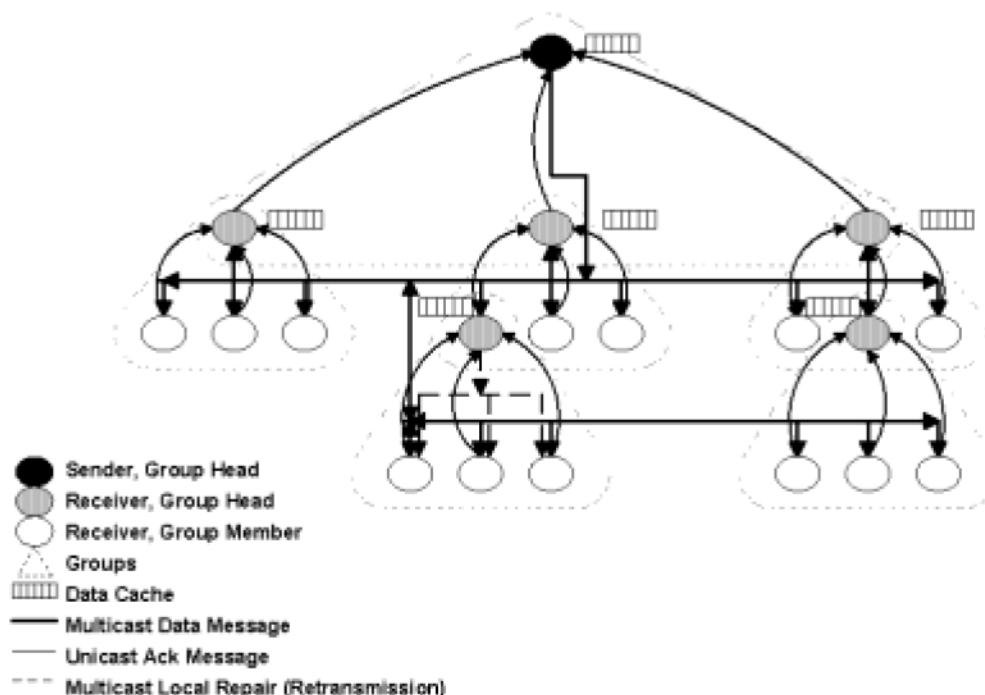 Sender, Group Head
Receiver, Group Head
Receiver, Group Member
Groups
Data Cache
Multicast Data Message
Unicast Ack Message
Multicast Local Repair (Retransmission)